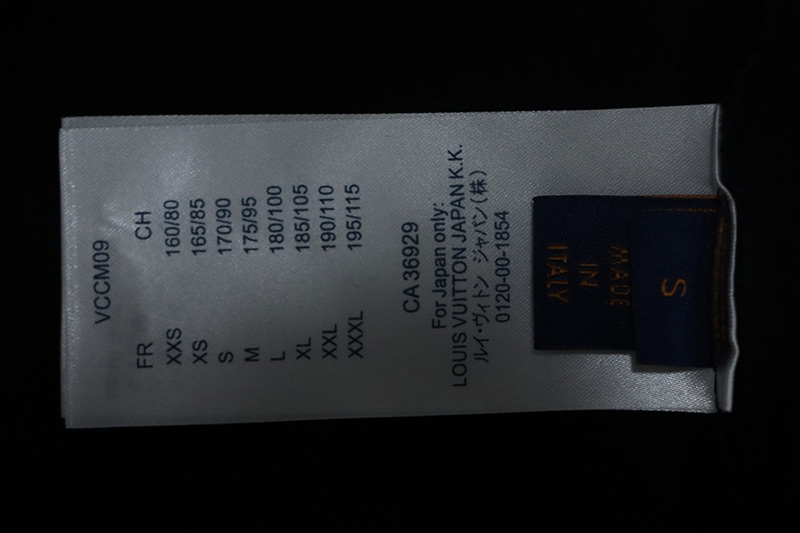 VCCM09
FR CH
XXS 160/80
XS 165/85
S 170/90
M 175/95
L 180/100
XL 185/105
XXL 190/110
XXXL 195/115
CA 36929
For Japan only:
LOUIS VUITTON JAPAN K.K.
ルイ・ヴィトン ジャパン(株)
0120-00-1854
MADE
IN
ITALY
S